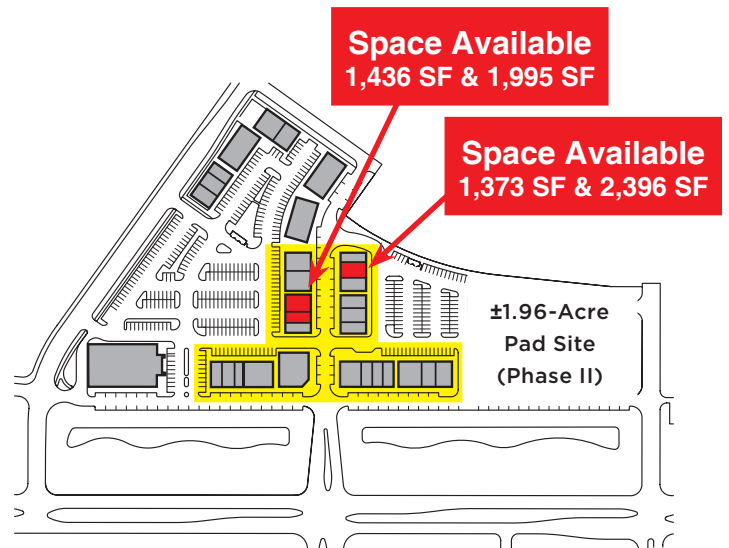 Space Available
1,436 SF & 1,995 SF
Space Available
1,373 SF & 2,396 SF
±1.96-Acre
Pad Site
(Phase II)